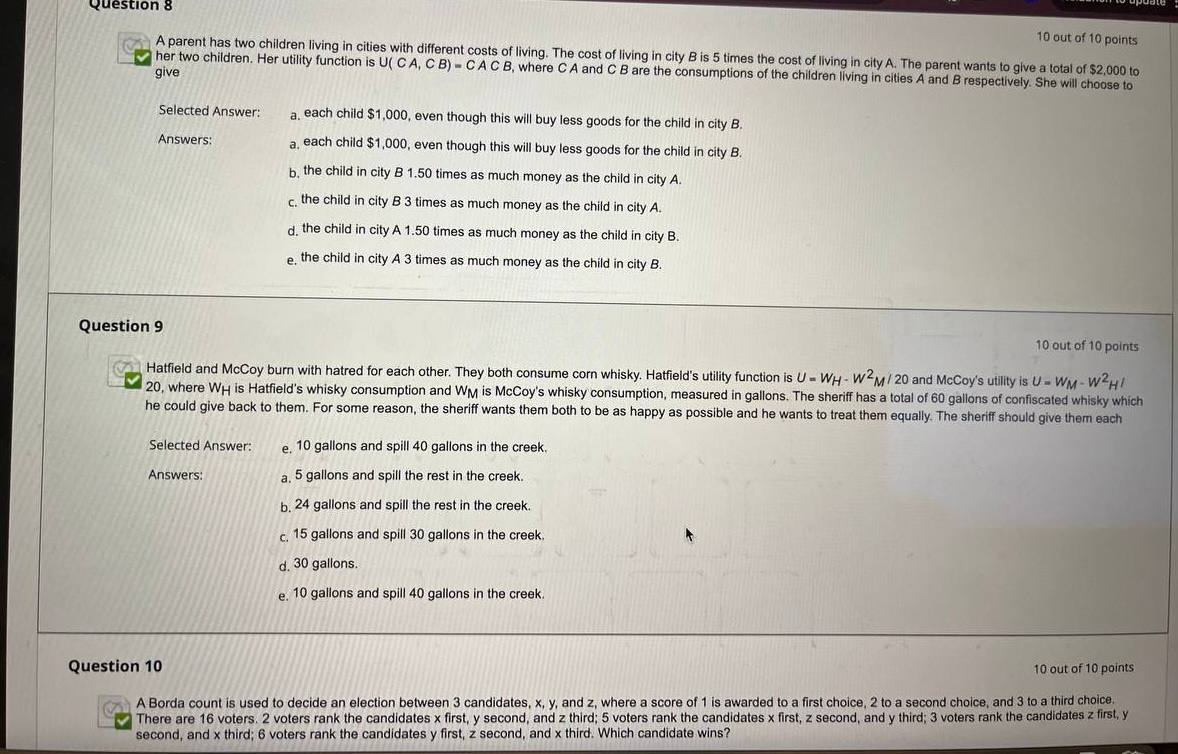 Question 8
10 out of 10 points
A parent has two children living in cities with different costs of living. The cost of living in city B is 5 times the cost of living in city A. The parent wants to give a total of $2,000 to
her two children. Her utility function is U( C A, C B) = C A C B, where C A and C B are the consumptions of the children living in cities A and B respectively. She will choose to
give
Selected Answer: a. each child $1,000, even though this will buy less goods for the child in city B.
Answers: a. each child $1,000, even though this will buy less goods for the child in city B.
b. the child in city B 1.50 times as much money as the child in city A.
c. the child in city B 3 times as much money as the child in city A.
d. the child in city A 1.50 times as much money as the child in city B.
e. the child in city A 3 times as much money as the child in city B.
Question 9
10 out of 10 points
Hatfield and McCoy burn with hatred for each other. They both consume corn whisky. Hatfield's utility function is U = WH - W²M / 20 and McCoy's utility is U = WM - W²H /
20, where WH is Hatfield's whisky consumption and WM is McCoy's whisky consumption, measured in gallons. The sheriff has a total of 60 gallons of confiscated whisky which
he could give back to them. For some reason, the sheriff wants them both to be as happy as possible and he wants to treat them equally. The sheriff should give them each
Selected Answer: e. 10 gallons and spill 40 gallons in the creek.
Answers: a. 5 gallons and spill the rest in the creek.
b. 24 gallons and spill the rest in the creek.
c. 15 gallons and spill 30 gallons in the creek.
d. 30 gallons.
e. 10 gallons and spill 40 gallons in the creek.
Question 10
10 out of 10 points
A Borda count is used to decide an election between 3 candidates, x, y, and z, where a score of 1 is awarded to a first choice, 2 to a second choice, and 3 to a third choice.
There are 16 voters. 2 voters rank the candidates x first, y second, and z third; 5 voters rank the candidates x first, z second, and y third; 3 voters rank the candidates z first, y
second, and x third; 6 voters rank the candidates y first, z second, and x third. Which candidate wins?